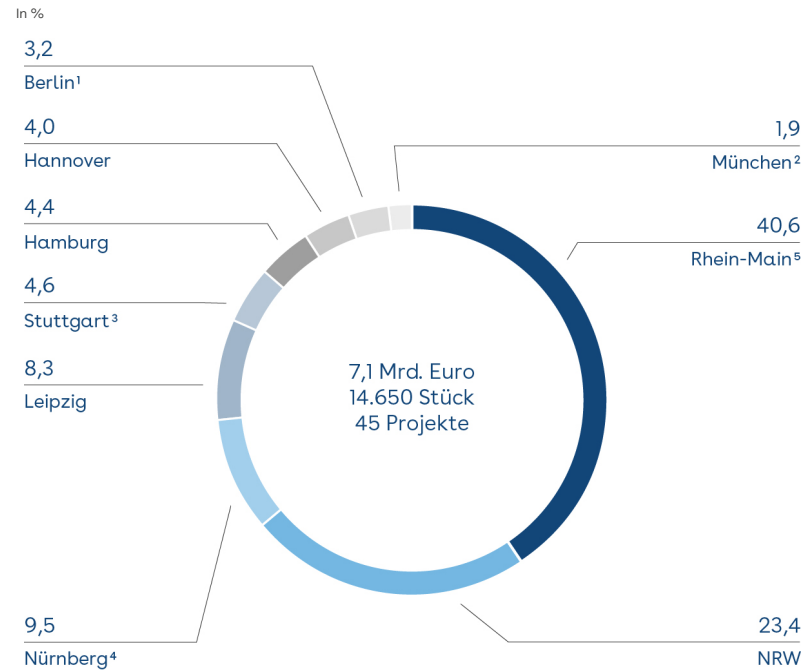 In %
3,2
Berlin¹
4,0
Hannover
4,4
Hamburg
4,6
Stuttgart³
8,3
Leipzig
9,5
Nürnberg⁴
7,1 Mrd. Euro
14.650 Stück
45 Projekte
1,9
München²
40,6
Rhein-Main⁵
23,4
NRW